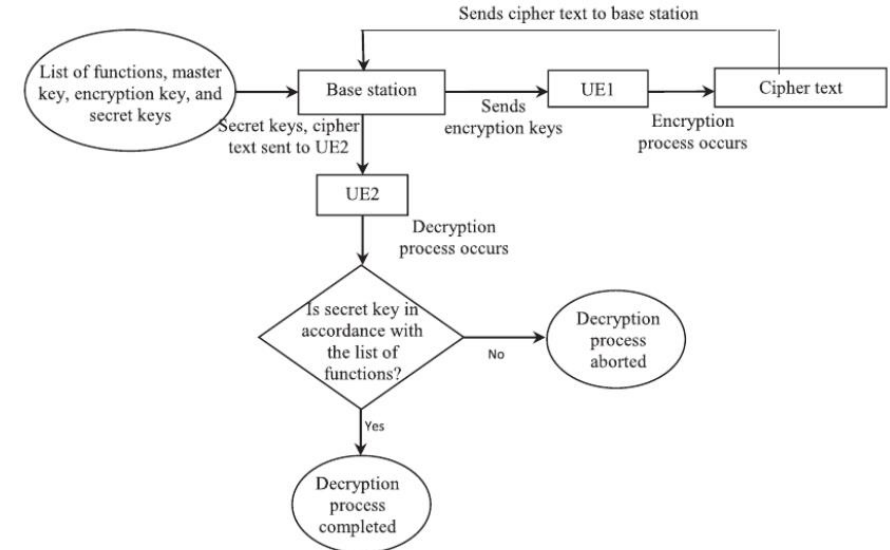 Sends cipher text to base station
List of functions, master
key, encryption key, and
secret keys
Base station
UE1
Cipher text
Sends
encryption keys
Encryption
process occurs
Secret keys, cipher
text sent to UE2
UE2
Decryption
process occurs
Is secret key in
accordance with
the list of
functions?
No
Decryption
process
aborted
Yes
Decryption
process
completed